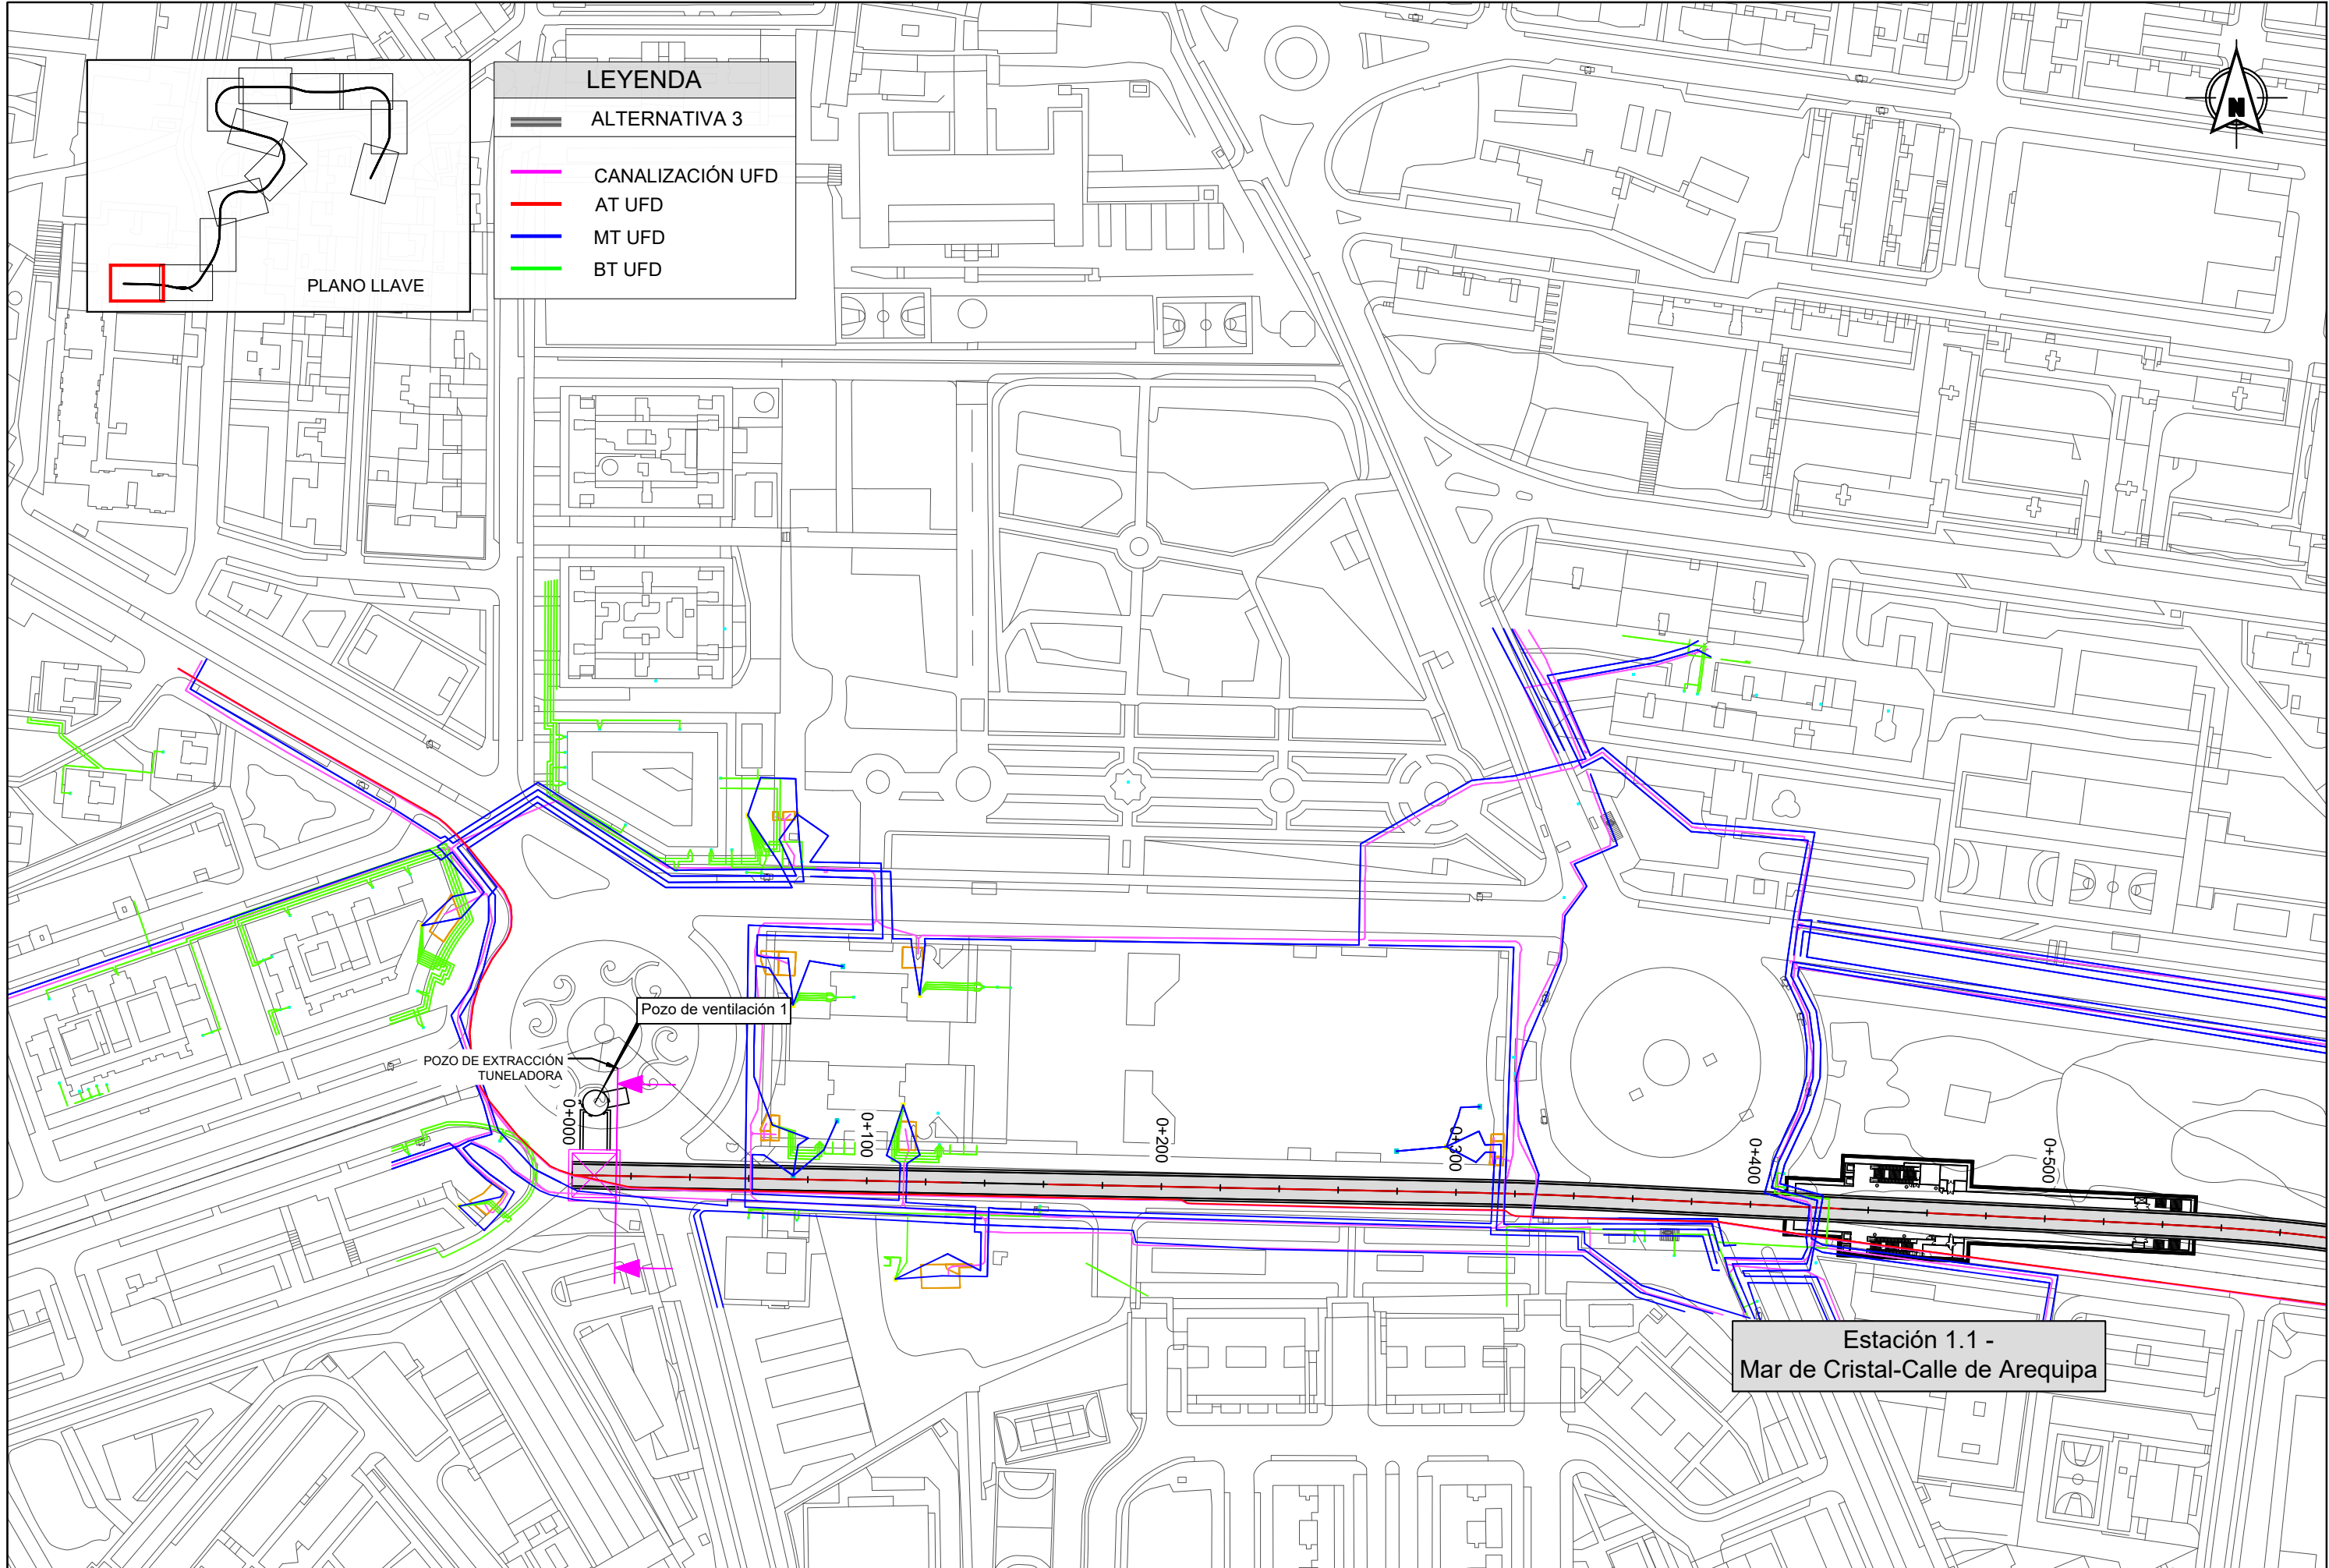 LEYENDA
ALTERNATIVA 3
CANALIZACIÓN UFD
AT UFD
MT UFD
BT UFD
PLANO LLAVE
N
Pozo de ventilación 1
POZO DE EXTRACCIÓN
TUNELADORA
0+000
0+100
0+200
0+300
0+400
0+500
Estación 1.1 -
Mar de Cristal-Calle de Arequipa